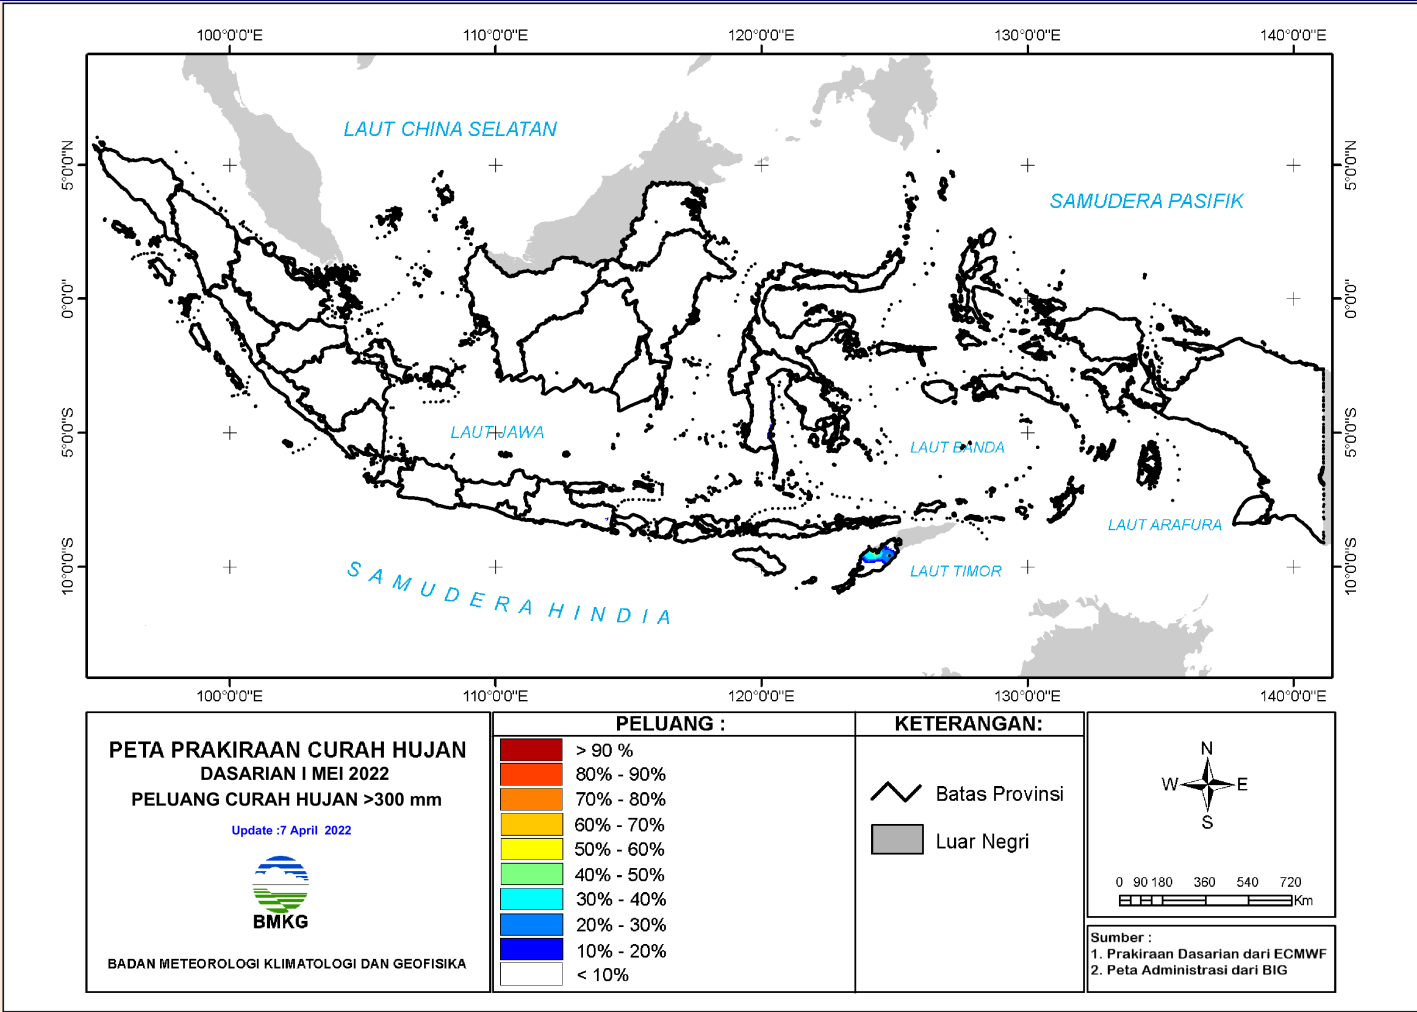 100°0'0"E 110°0'0"E 120°0'0"E 130°0'0"E 140°0'0"E
LAUT CHINA SELATAN
5°0'0"N 5°0'0"N
SAMUDERA PASIFIK
0°0'0" 0°0'0"
5°0'0"S LAUT JAWA 5°0'0"S
LAUT BANDA
LAUT ARAFURA
10°0'0"S LAUT TIMOR 10°0'0"S
SAMUDERA HINDIA
100°0'0"E 110°0'0"E 120°0'0"E 130°0'0"E 140°0'0"E
PETA PRAKIRAAN CURAH HUJAN
DASARIAN I MEI 2022
PELUANG CURAH HUJAN >300 mm
Update :7 April 2022
BMKG
BADAN METEOROLOGI KLIMATOLOGI DAN GEOFISIKA
PELUANG :
> 90 %
80% - 90%
70% - 80%
60% - 70%
50% - 60%
40% - 50%
30% - 40%
20% - 30%
10% - 20%
< 10%
KETERANGAN:
Batas Provinsi
Luar Negri
N
W E
S
0 90 180 360 540 720
Km
Sumber :
1. Prakiraan Dasarian dari ECMWF
2. Peta Administrasi dari BIG